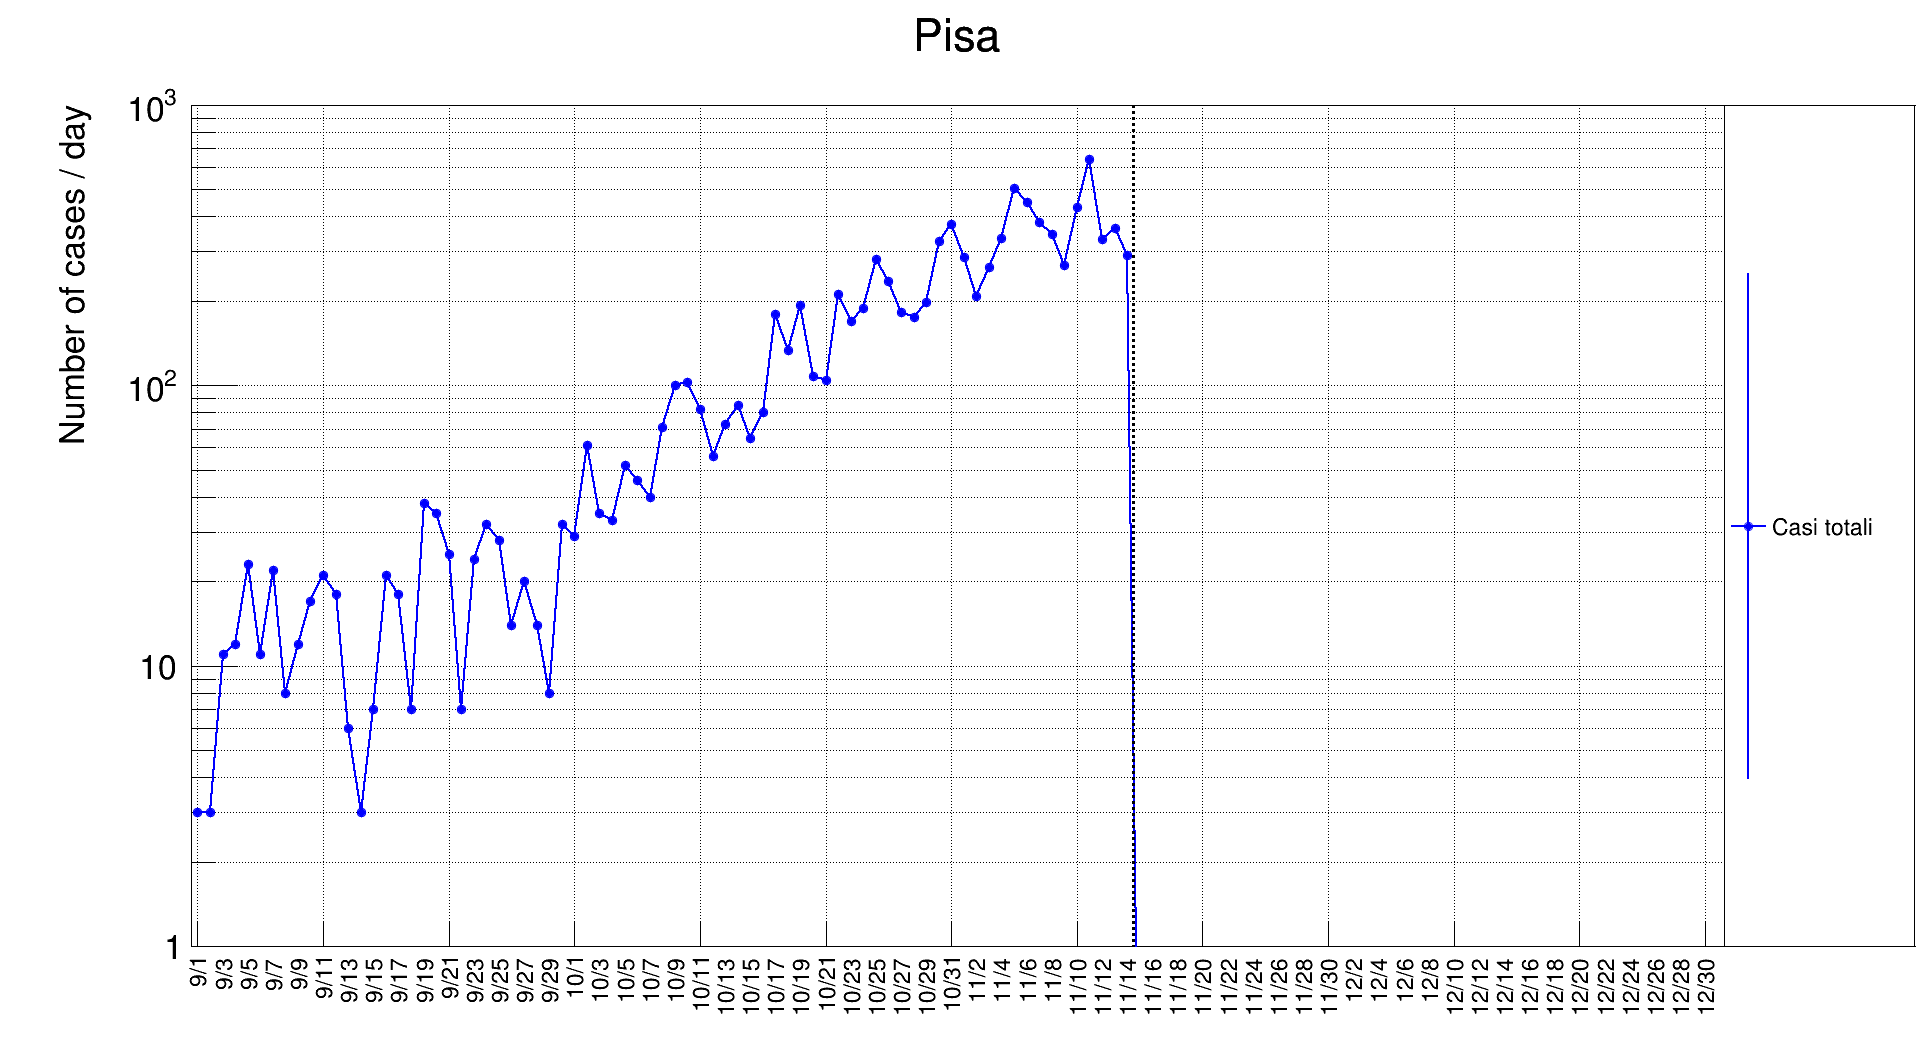 Pisa
Number of cases / day
10³
10²
10
1
9/1 9/3 9/5 9/7 9/9 9/11 9/13 9/15 9/17 9/19 9/21 9/23 9/25 9/27 9/29 10/1 10/3 10/5 10/7 10/9 10/11 10/13 10/15 10/17 10/19 10/21 10/23 10/25 10/27 10/29 10/31 11/2 11/4 11/6 11/8 11/10 11/12 11/14 11/16 11/18 11/20 11/22 11/24 11/26 11/28 11/30 12/2 12/4 12/6 12/8 12/10 12/12 12/14 12/16 12/18 12/20 12/22 12/24 12/26 12/28 12/30
Casi totali